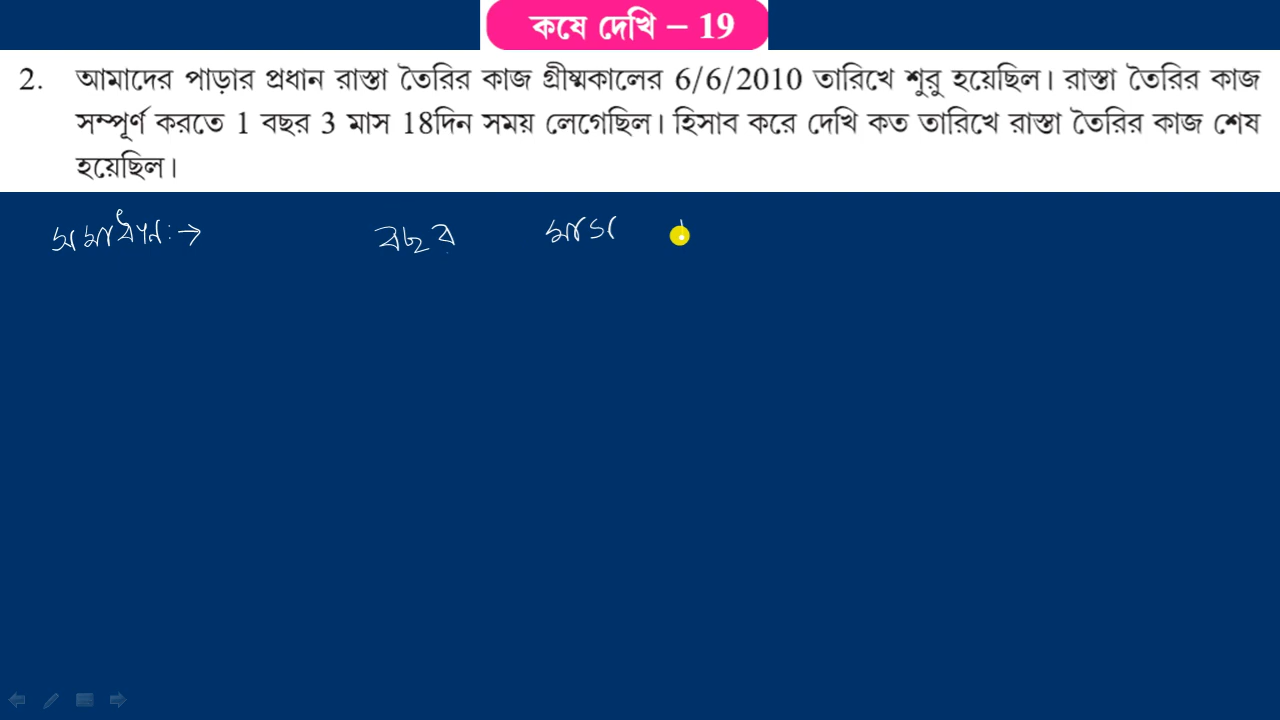 কষে দেখি – 19
2. আমাদের পাড়ার প্রধান রাস্তা তৈরির কাজ গ্রীষ্মকালের 6/6/2010 তারিখে শুরু হয়েছিল। রাস্তা তৈরির কাজ
সম্পূর্ণ করতে 1 বছর 3 মাস 18দিন সময় লেগেছিল। হিসাব করে দেখি কত তারিখে রাস্তা তৈরির কাজ শেষ
হয়েছিল।
সমাধান:→ বছর মাস